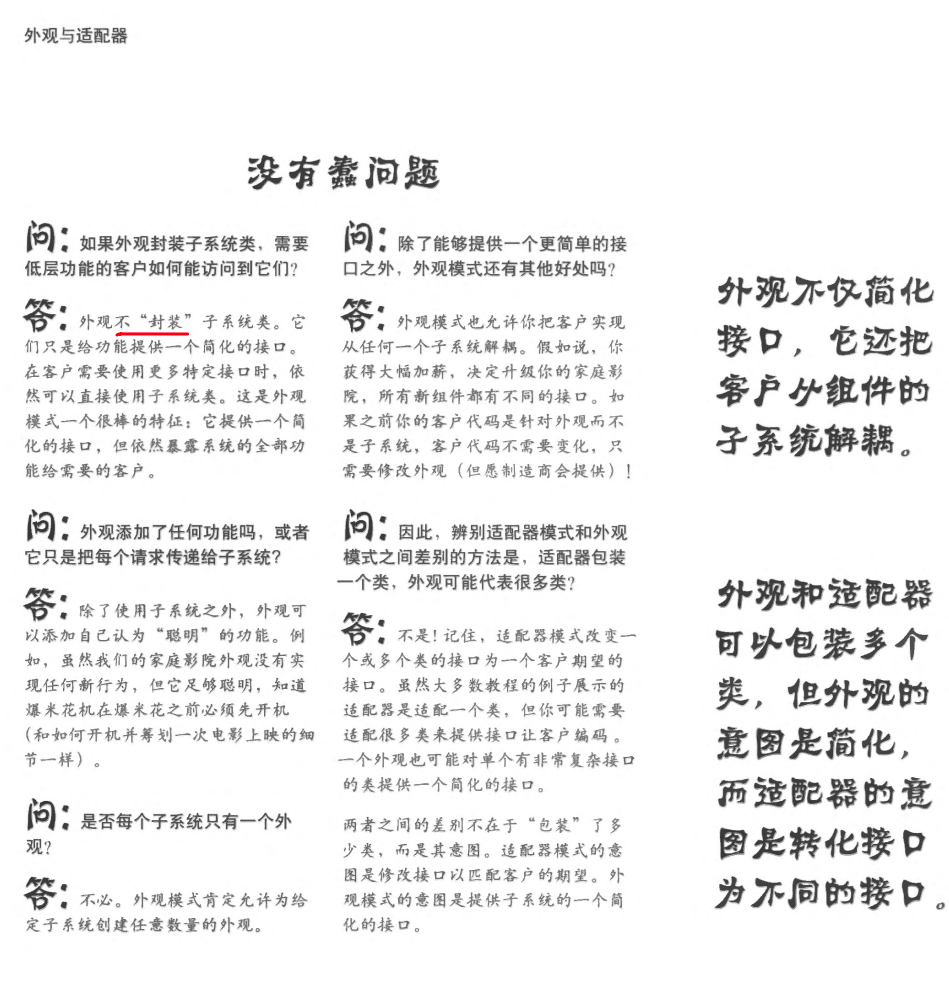 外观与适配器
没有蠢问题
问：如果外观封装子系统类，需要
低层功能的客户如何能访问到它们？
答：外观不“封装”子系统类。它
们只是给功能提供一个简化的接口。
在客户需要使用更多特定接口时，依
然可以直接使用子系统类。这是外观
模式一个很棒的特征：它提供一个简
化的接口，但依然暴露系统的全部功
能给需要的客户。
问：外观添加了任何功能吗，或者
它只是把每个请求传递给子系统？
答：除了使用子系统之外，外观可
以添加自己认为“聪明”的功能。例
如，虽然我们的家庭影院外观没有实
现任何新行为，但它足够聪明，知道
爆米花机在爆米花之前必须先开机
（和如何开机并筹划一次电影上映的细
节一样）。
问：是否每个子系统只有一个外
观？
答：不必。外观模式肯定允许为给
定子系统创建任意数量的外观。
问：除了能够提供一个更简单的接
口之外，外观模式还有其他好处吗？
答：外观模式也允许你把客户实现
从任何一个子系统解耦。假如说，你
获得大幅加薪，决定升级你的家庭影
院，所有新组件都有不同的接口。如
果之前你的客户代码是针对外观而不
是子系统，客户代码不需要变化，只
需要修改外观（但愿制造商会提供）！
问：因此，辨别适配器模式和外观
模式之间差别的方法是，适配器包装
一个类，外观可能代表很多类？
答：不是！记住，适配器模式改变一
个或多个类的接口为一个客户期望的
接口。虽然大多数教程的例子展示的
适配器是适配一个类，但你可能需要
适配很多类来提供接口让客户编码。
一个外观也可能对单个有非常复杂接口
的类提供一个简化的接口。
两者之间的差别不在于“包装”了多
少类，而是其意图。适配器模式的意
图是修改接口以匹配客户的期望。外
观模式的意图是提供子系统的一个简
化的接口。
外观不仅简化
接口，它还把
客户从组件的
子系统解耦。
外观和适配器
可以包装多个
类，但外观的
意图是简化，
而适配器的意
图是转化接口
为不同的接口。